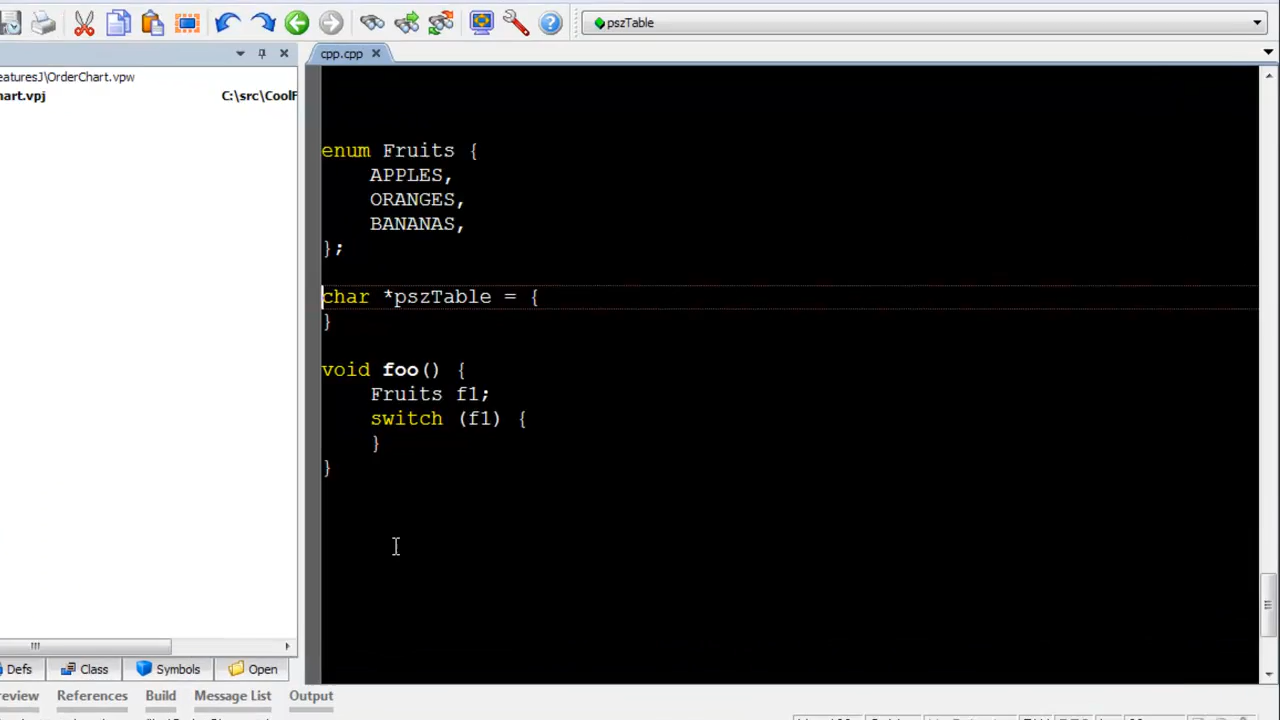 pszTable
cpp.cpp
eaturesJ\OrderChart.vpw
hart.vpj C:\src\CoolF
enum Fruits {
    APPLES,
    ORANGES,
    BANANAS,
};
char *pszTable = {
}
void foo() {
    Fruits f1;
    switch (f1) {
    }
}
Defs Class Symbols Open
review References Build Message List Output